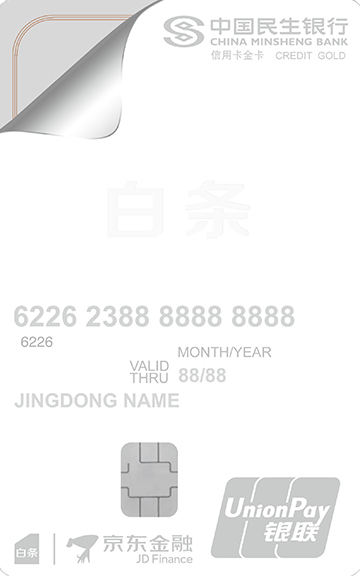 中国民生银行
CHINA MINSHENG BANK
信用卡金卡 CREDIT GOLD
白条
6226 2388 8888 8888
6226
MONTH/YEAR
VALID THRU 88/88
JINGDONG NAME
UnionPay
银联
白条 京东金融
JD Finance